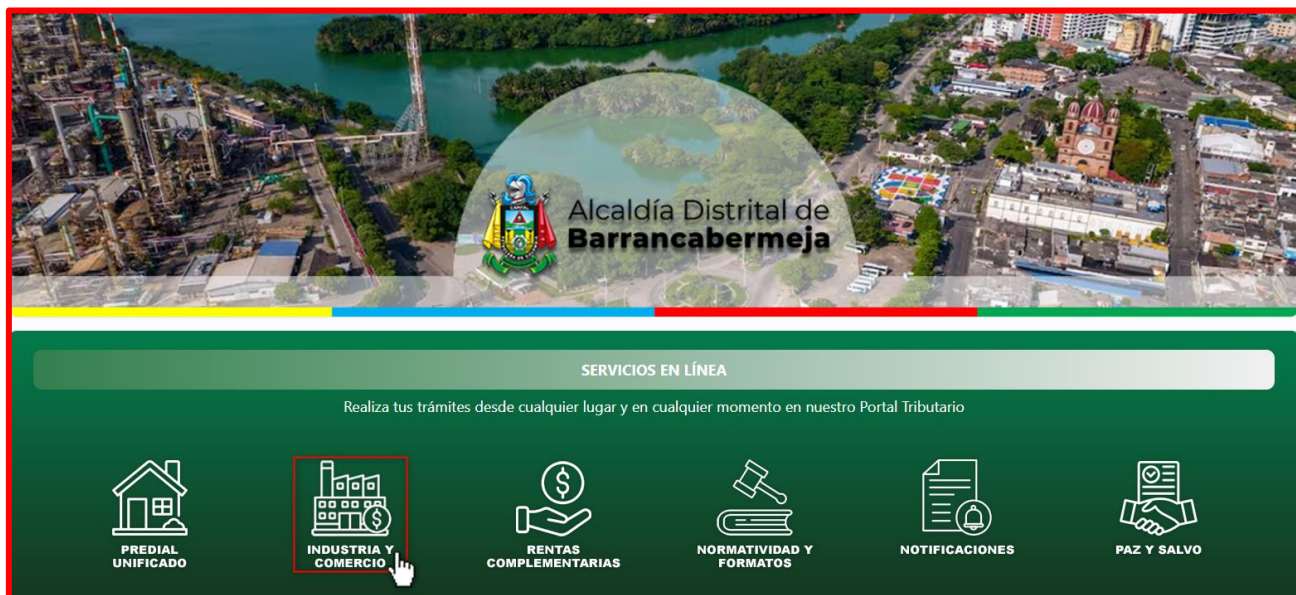 Alcaldía Distrital de
Barrancabermeja
SERVICIOS EN LÍNEA
Realiza tus trámites desde cualquier lugar y en cualquier momento en nuestro Portal Tributario
PREDIAL
UNIFICADO
INDUSTRIA Y
COMERCIO
RENTAS
COMPLEMENTARIAS
NORMATIVIDAD Y
FORMATOS
NOTIFICACIONES
PAZ Y SALVO